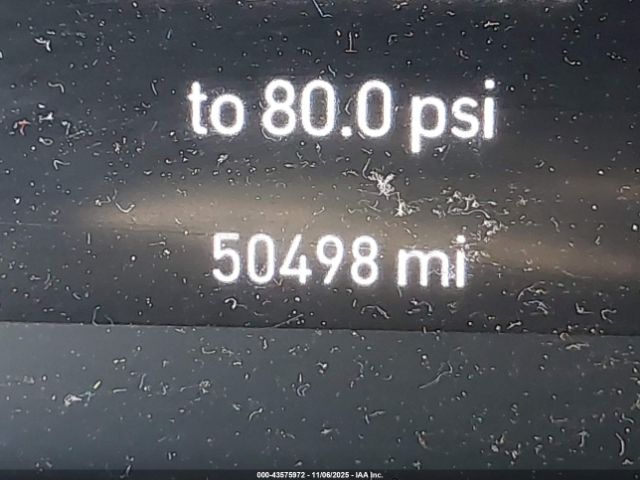 to 80.0 psi
50498 mi
000-43575972 - 11/06/2025 - IAA Inc.